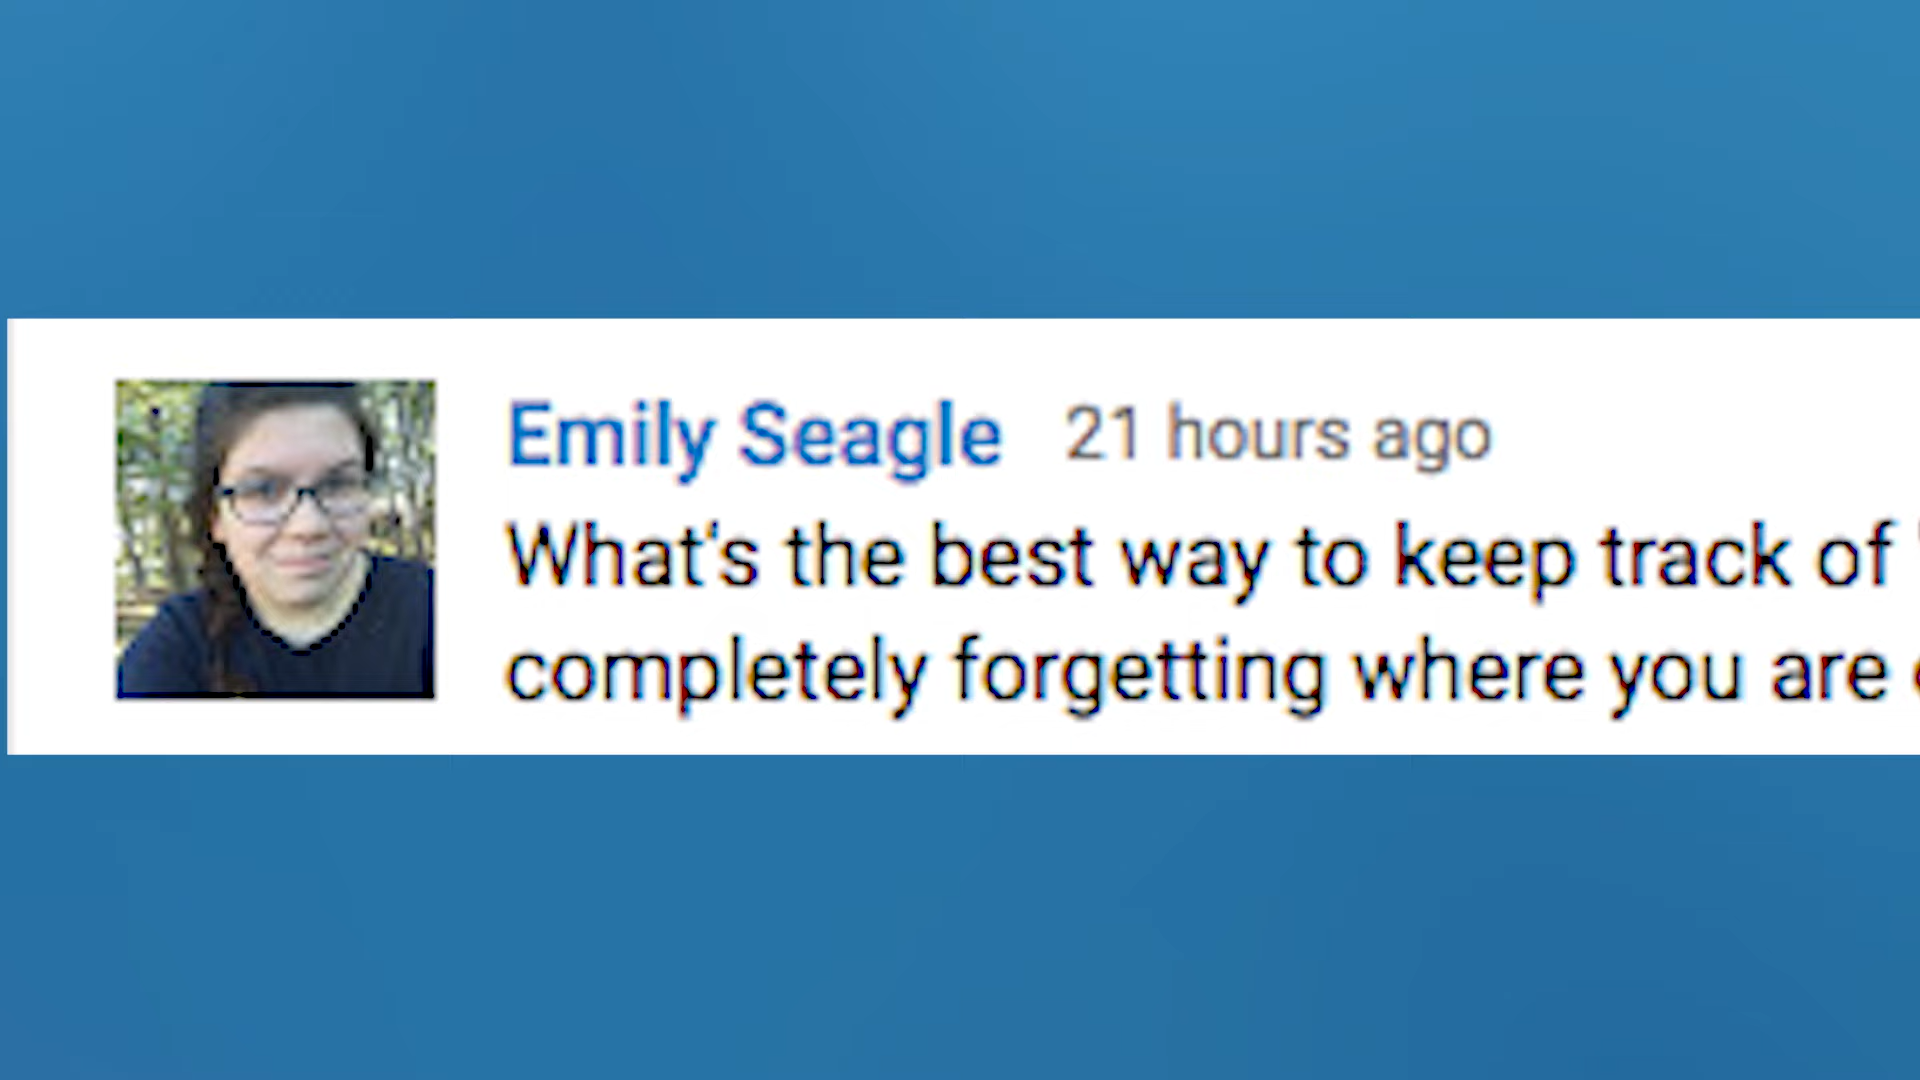 Emily Seagle 21 hours ago
What's the best way to keep track of
completely forgetting where you are